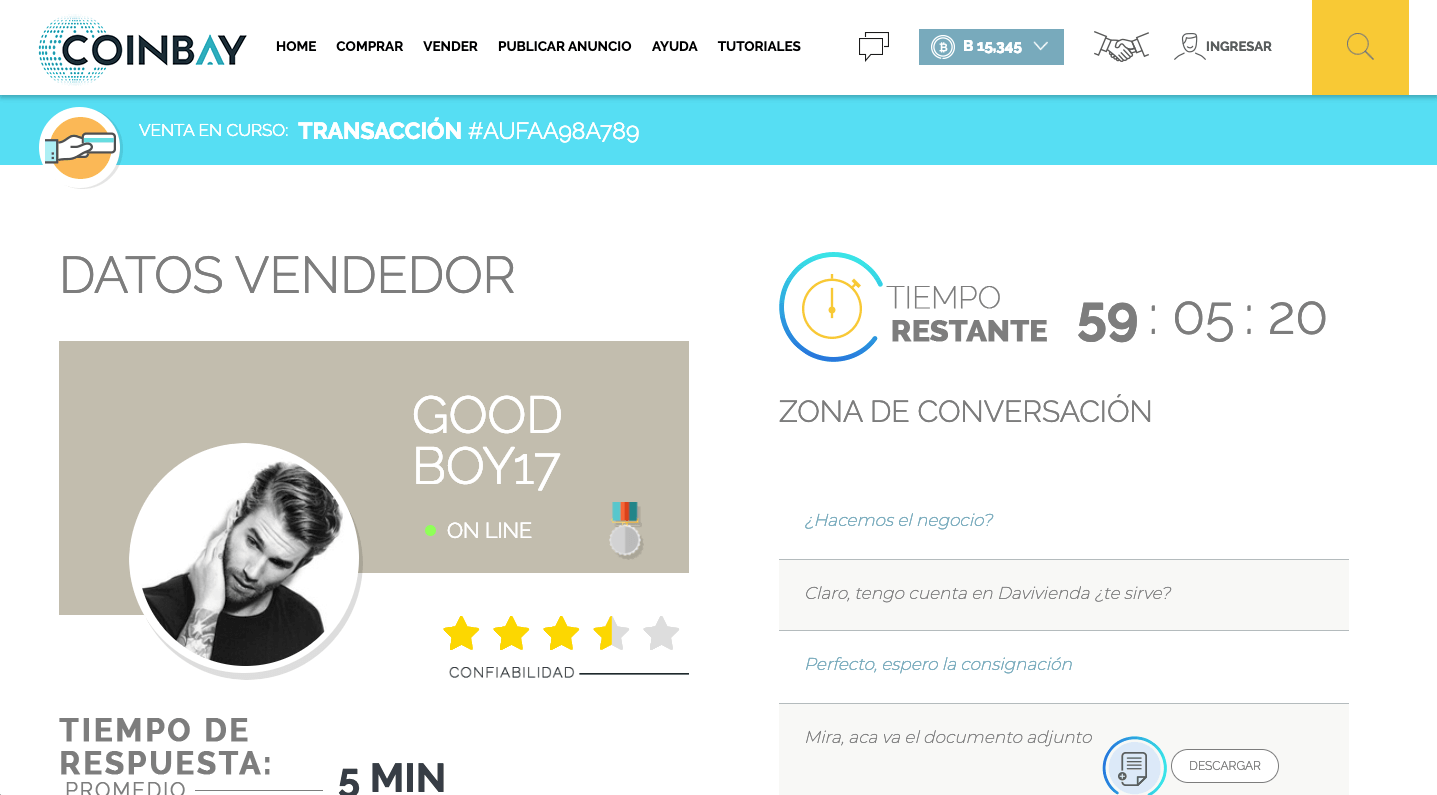 COINBAY
HOME COMPRAR VENDER PUBLICAR ANUNCIO AYUDA TUTORIALES
B 15,345
INGRESAR
VENTA EN CURSO: TRANSACCIÓN #AUFAA98A789
DATOS VENDEDOR
GOOD
BOY17
ON LINE
CONFIABILIDAD
TIEMPO DE
RESPUESTA:
PROMEDIO
5 MIN
TIEMPO
RESTANTE
59 : 05 : 20
ZONA DE CONVERSACIÓN
¿Hacemos el negocio?
Claro, tengo cuenta en Davivienda ¿te sirve?
Perfecto, espero la consignación
Mira, aca va el documento adjunto
DESCARGAR